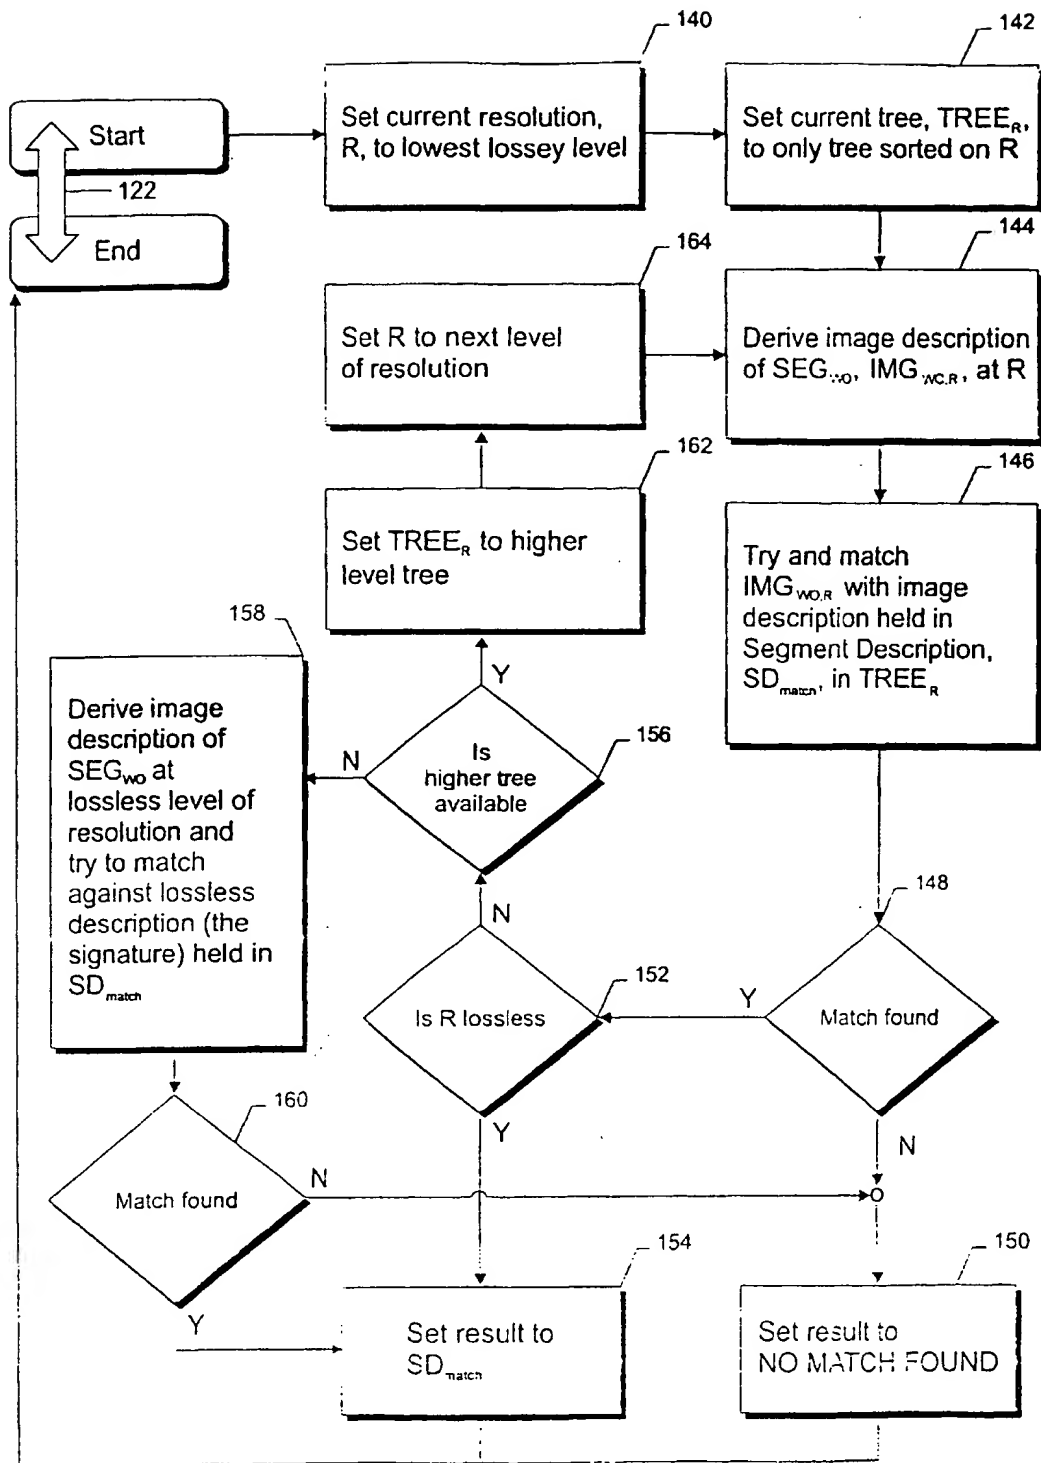 140
142
Start
Set current resolution,
R, to lowest lossey level
Set current tree, TREE_R,
to only tree sorted on R
122
End
164
144
Set R to next level
of resolution
Derive image description
of SEG_WO, IMG_WO,R, at R
162
146
Set TREE_R to higher
level tree
Try and match
IMG_WO,R with image
description held in
Segment Description,
SD_match, in TREE_R
158
Derive image
description of
SEG_WO at
lossless level of
resolution and
try to match
against lossless
description (the
signature) held in
SD_match
Y
N
Is
higher tree
available
156
N
148
Is R lossless
152
Y
Match found
Y
N
160
Match found
N
Y
154
150
Set result to
SD_match
Set result to
NO MATCH FOUND